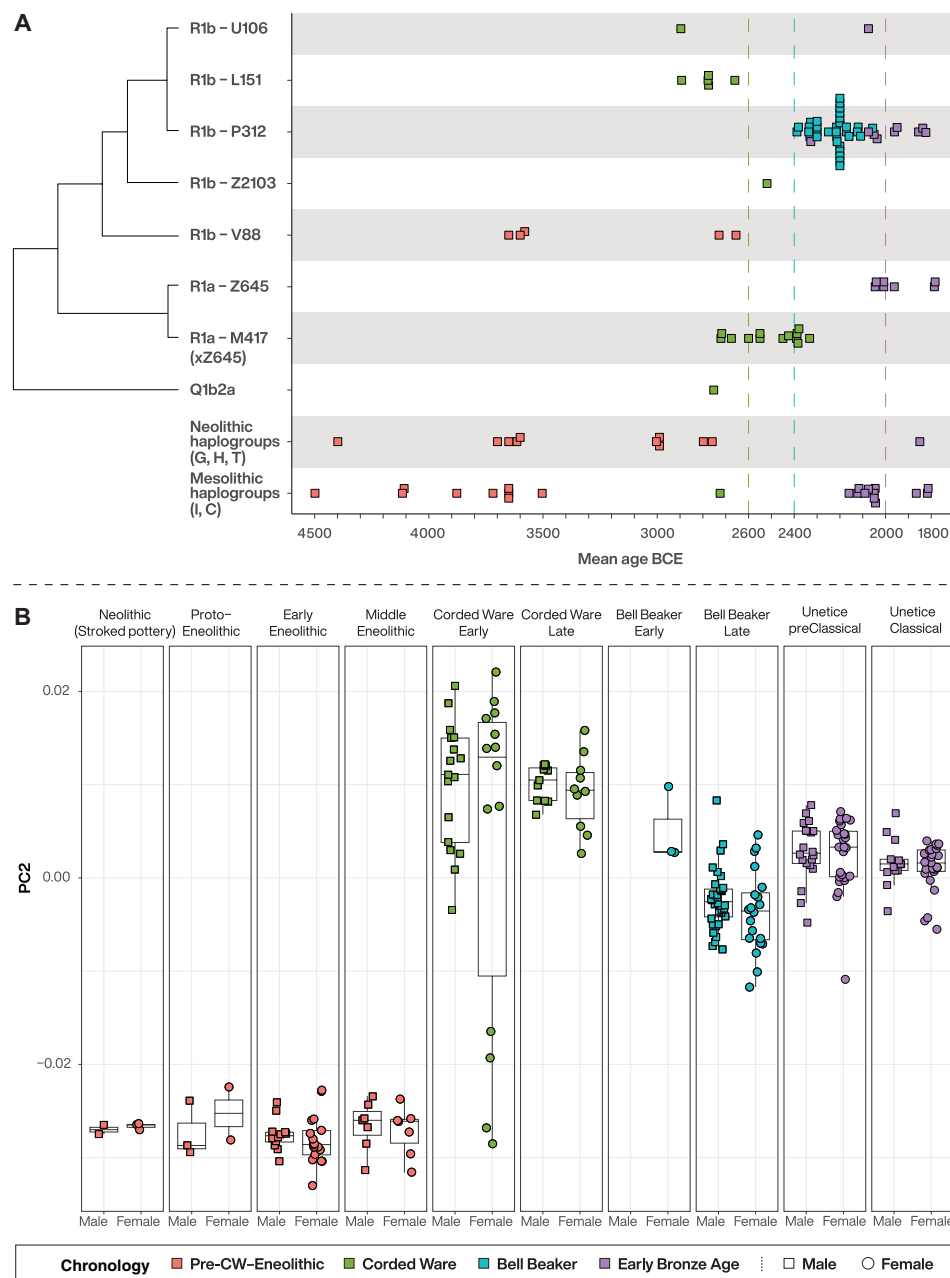 A
R1b – U106
R1b – L151
R1b – P312
R1b – Z2103
R1b – V88
R1a – Z645
R1a – M417
(xZ645)
Q1b2a
Neolithic
haplogroups
(G, H, T)
Mesolithic
haplogroups
(I, C)
4500 4000 3500 3000 2600 2400 2000 1800
Mean age BCE
B
Neolithic
(Stroked pottery)
Proto–
Eneolithic
Early
Eneolithic
Middle
Eneolithic
Corded Ware
Early
Corded Ware
Late
Bell Beaker
Early
Bell Beaker
Late
Unetice
preClassical
Unetice
Classical
0.02
0.00
−0.02
PC2
Male Female Male Female Male Female Male Female Male Female Male Female Male Female Male Female Male Female Male Female
Chronology Pre-CW–Eneolithic Corded Ware Bell Beaker Early Bronze Age Male Female